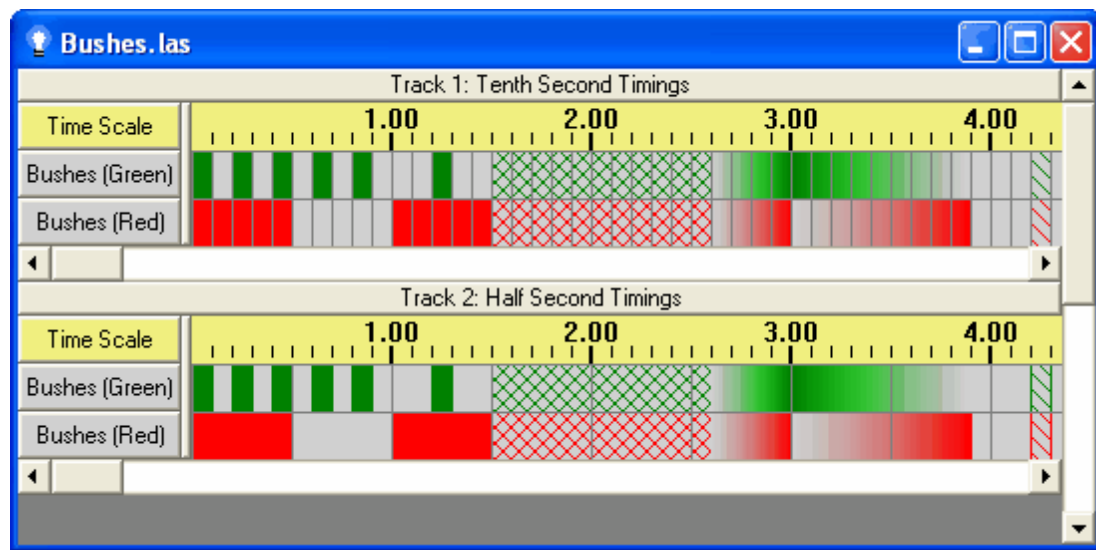 Bushes.las
Track 1: Tenth Second Timings
Time Scale 1.00 2.00 3.00 4.00
Bushes (Green)
Bushes (Red)
Track 2: Half Second Timings
Time Scale 1.00 2.00 3.00 4.00
Bushes (Green)
Bushes (Red)